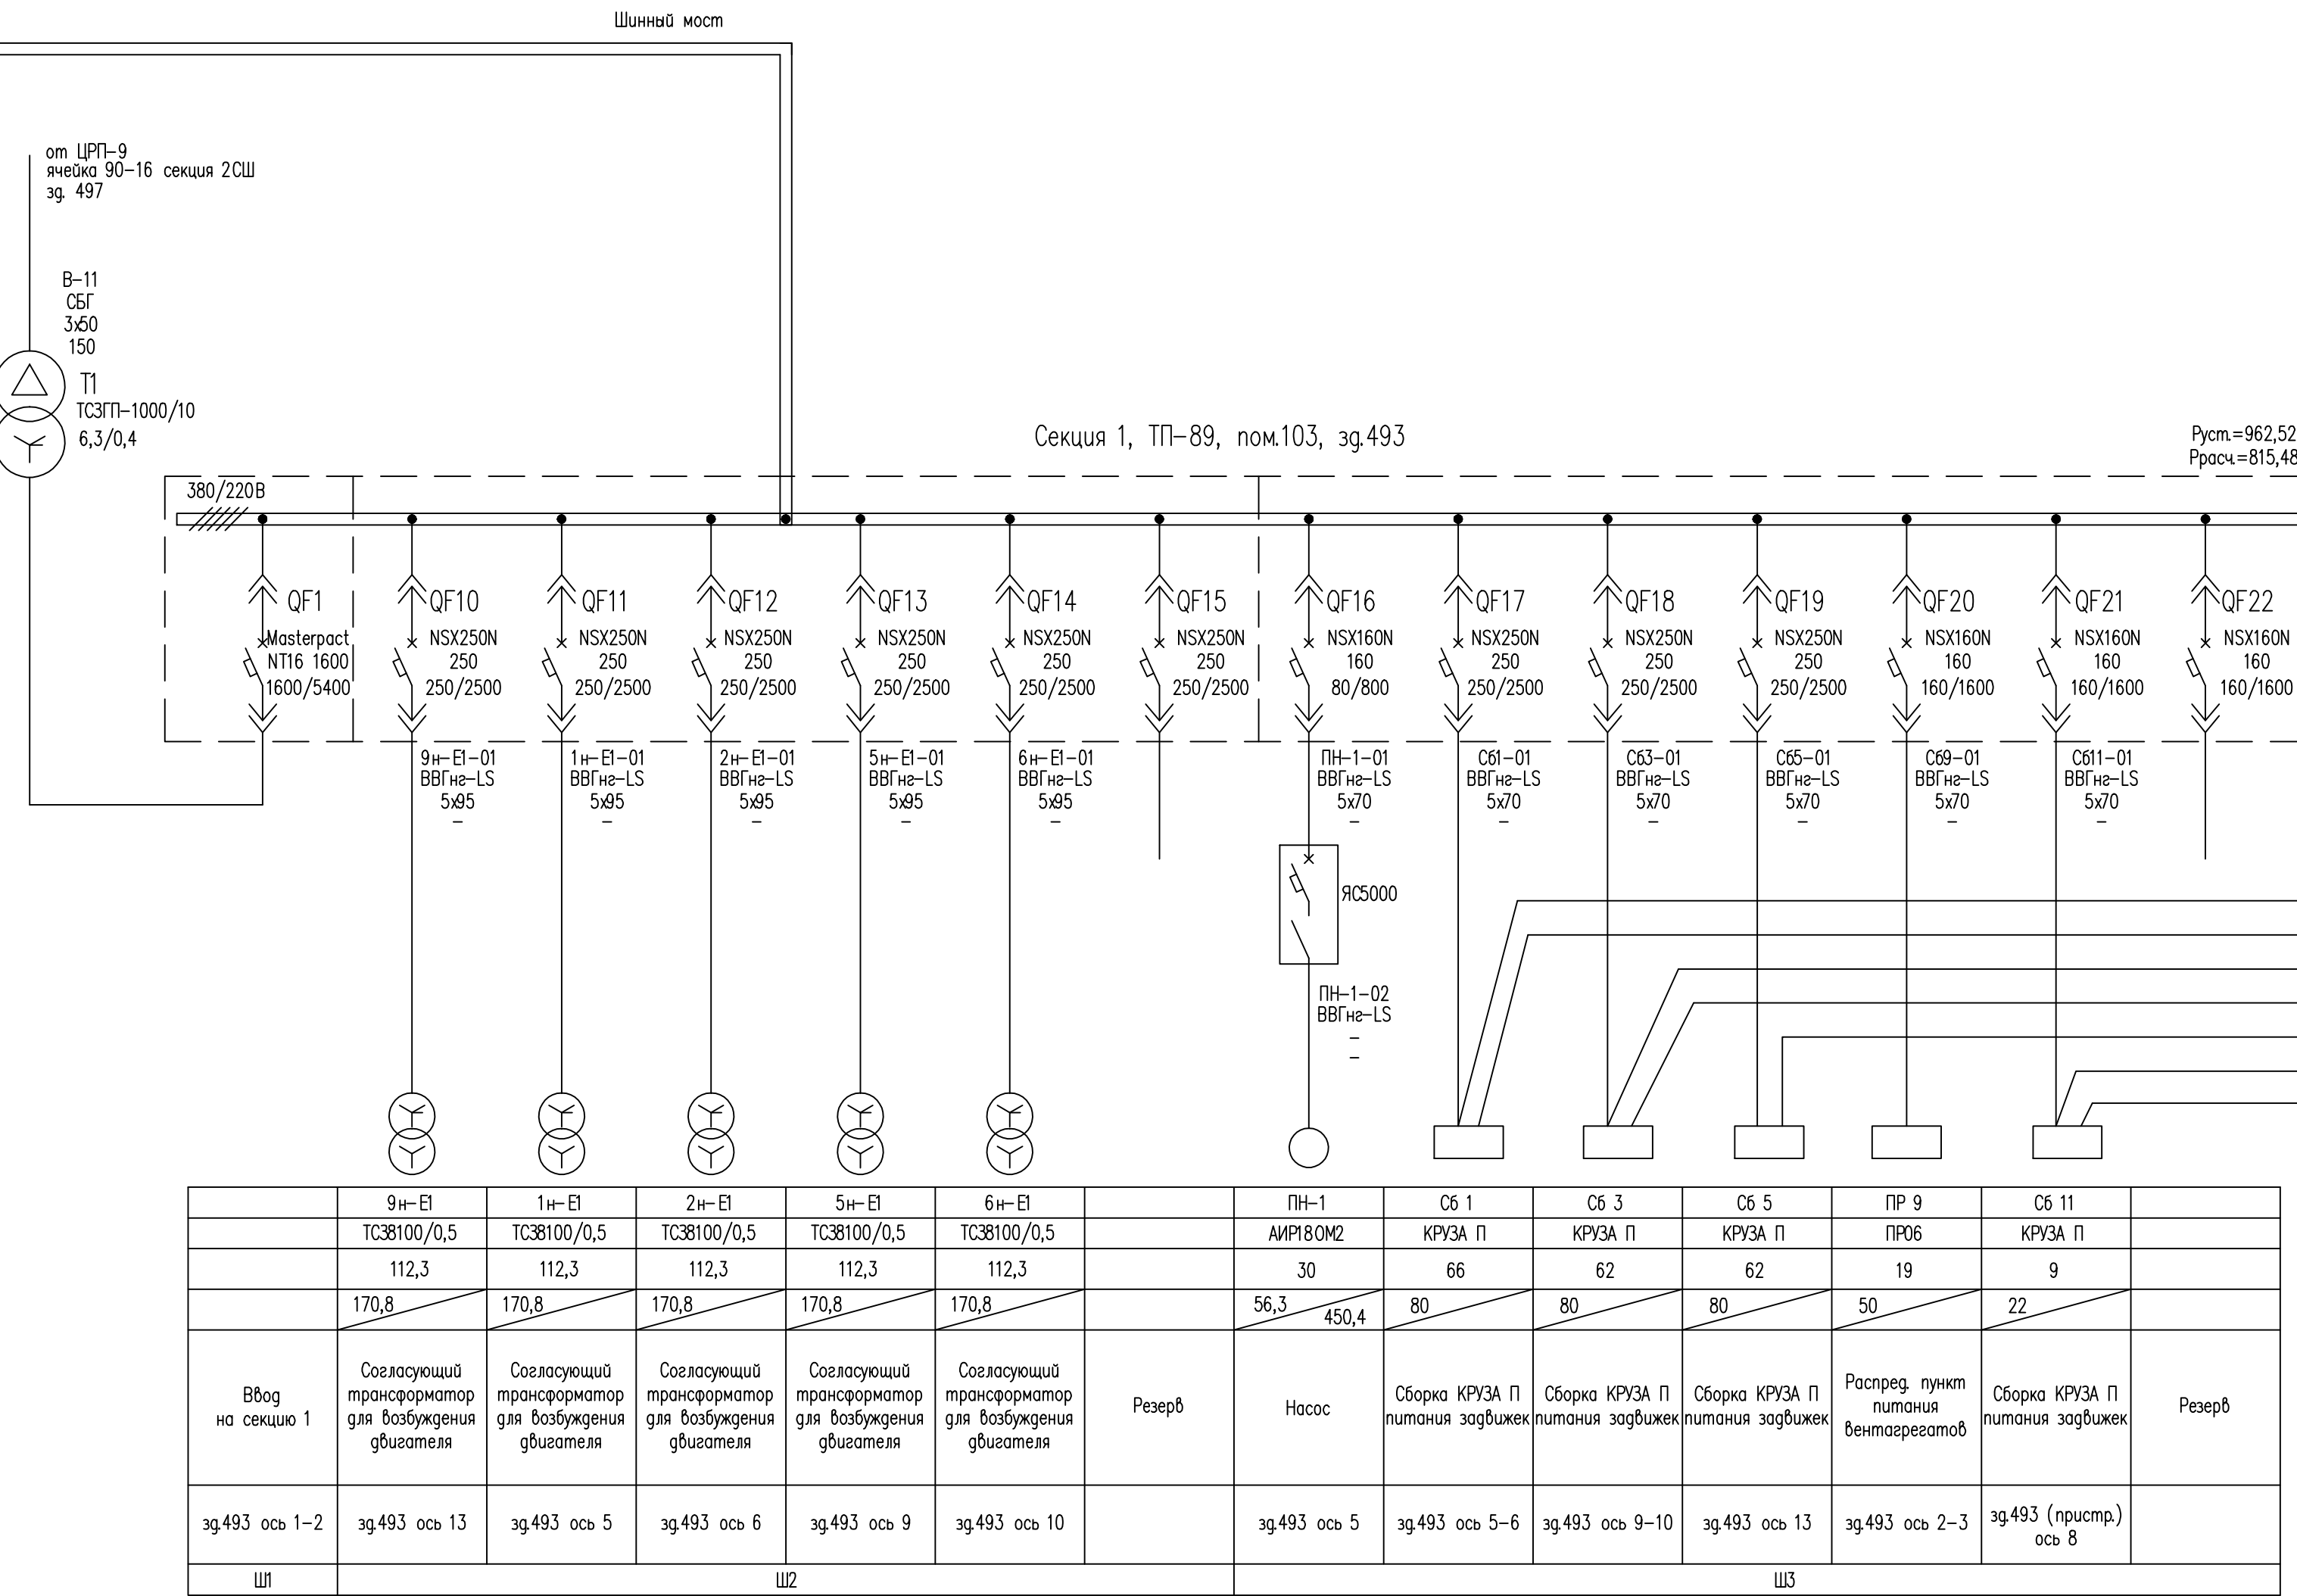 Шинный мост
от ЦРП-9
ячейка 90-16 секция 2СШ
зд. 497
В-11
СБГ
3х50
150
Т1
ТСЗГП-1000/10
6,3/0,4
Секция 1, ТП-89, пом.103, зд.493
Руст.=962,52
Ррасч.=815,48
380/220В
QF1
Masterpact
NT16 1600
1600/5400
QF10
NSX250N
250
250/2500
QF11
NSX250N
250
250/2500
QF12
NSX250N
250
250/2500
QF13
NSX250N
250
250/2500
QF14
NSX250N
250
250/2500
QF15
NSX250N
250
250/2500
QF16
NSX160N
160
80/800
QF17
NSX250N
250
250/2500
QF18
NSX250N
250
250/2500
QF19
NSX250N
250
250/2500
QF20
NSX160N
160
160/1600
QF21
NSX160N
160
160/1600
QF22
NSX160N
160
160/1600
9н-Е1-01
ВВГнг-LS
5х95
–
1н-Е1-01
ВВГнг-LS
5х95
–
2н-Е1-01
ВВГнг-LS
5х95
–
5н-Е1-01
ВВГнг-LS
5х95
–
6н-Е1-01
ВВГнг-LS
5х95
–
ПН-1-01
ВВГнг-LS
5х70
–
Сб1-01
ВВГнг-LS
5х70
–
Сб3-01
ВВГнг-LS
5х70
–
Сб5-01
ВВГнг-LS
5х70
–
Сб9-01
ВВГнг-LS
5х70
–
Сб11-01
ВВГнг-LS
5х70
–
ЯС5000
ПН-1-02
ВВГнг-LS
–
–
9н-Е1 1н-Е1 2н-Е1 5н-Е1 6н-Е1 ПН-1 Сб 1 Сб 3 Сб 5 ПР 9 Сб 11
ТС38100/0,5 ТС38100/0,5 ТС38100/0,5 ТС38100/0,5 ТС38100/0,5 АИР180М2 КРУЗА П КРУЗА П КРУЗА П ПР06 КРУЗА П
112,3 112,3 112,3 112,3 112,3 30 66 62 62 19 9
170,8 170,8 170,8 170,8 170,8 56,3 450,4 80 80 80 50 22
Ввод
на секцию 1
Согласующий
трансформатор
для возбуждения
двигателя
Согласующий
трансформатор
для возбуждения
двигателя
Согласующий
трансформатор
для возбуждения
двигателя
Согласующий
трансформатор
для возбуждения
двигателя
Согласующий
трансформатор
для возбуждения
двигателя
Резерв
Насос
Сборка КРУЗА П
питания задвижек
Сборка КРУЗА П
питания задвижек
Сборка КРУЗА П
питания задвижек
Распред. пункт
питания
вентагрегатов
Сборка КРУЗА П
питания задвижек
Резерв
зд.493 ось 1-2
зд.493 ось 13
зд.493 ось 5
зд.493 ось 6
зд.493 ось 9
зд.493 ось 10
зд.493 ось 5
зд.493 ось 5-6
зд.493 ось 9-10
зд.493 ось 13
зд.493 ось 2-3
зд.493 (пристр.)
ось 8
Ш1 Ш2 Ш3